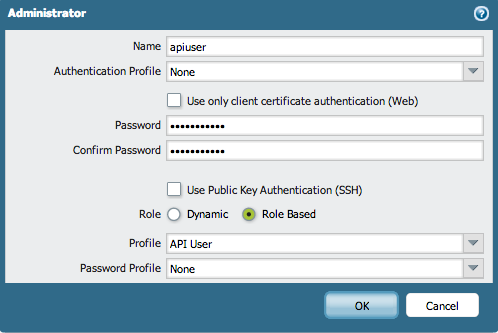 Administrator
Name apiuser
Authentication Profile None
Use only client certificate authentication (Web)
Password •••••••••••
Confirm Password •••••••••••
Use Public Key Authentication (SSH)
Role Dynamic Role Based
Profile API User
Password Profile None
OK Cancel